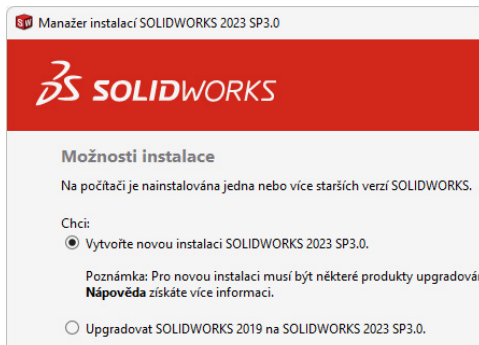 Manažer instalací SOLIDWORKS 2023 SP3.0
SOLIDWORKS
Možnosti instalace
Na počítači je nainstalována jedna nebo více starších verzí SOLIDWORKS.
Chci:
Vytvořte novou instalaci SOLIDWORKS 2023 SP3.0.
Poznámka: Pro novou instalaci musí být některé produkty
Nápověda získáte více informaci.
Upgradovat SOLIDWORKS 2019 na SOLIDWORKS 2023 SP3.0.